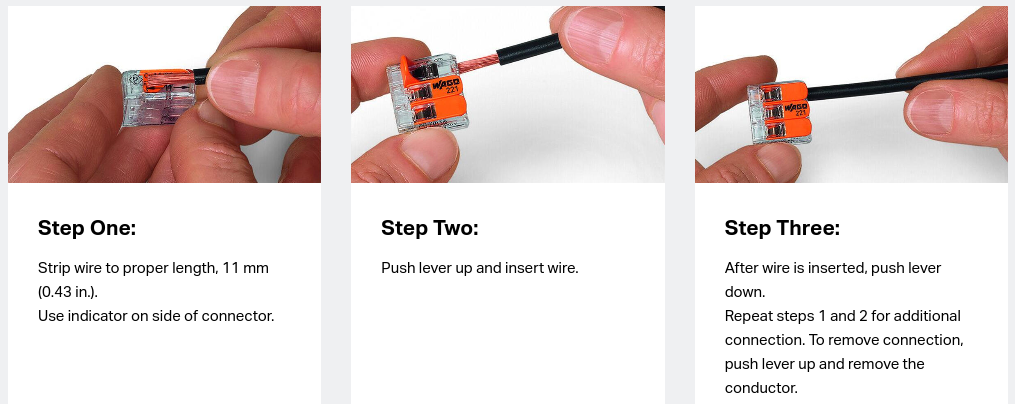 WAGO
221
WAGO
221
Step One:
Strip wire to proper length, 11 mm
(0.43 in.).
Use indicator on side of connector.
Step Two:
Push lever up and insert wire.
Step Three:
After wire is inserted, push lever
down.
Repeat steps 1 and 2 for additional
connection. To remove connection,
push lever up and remove the
conductor.